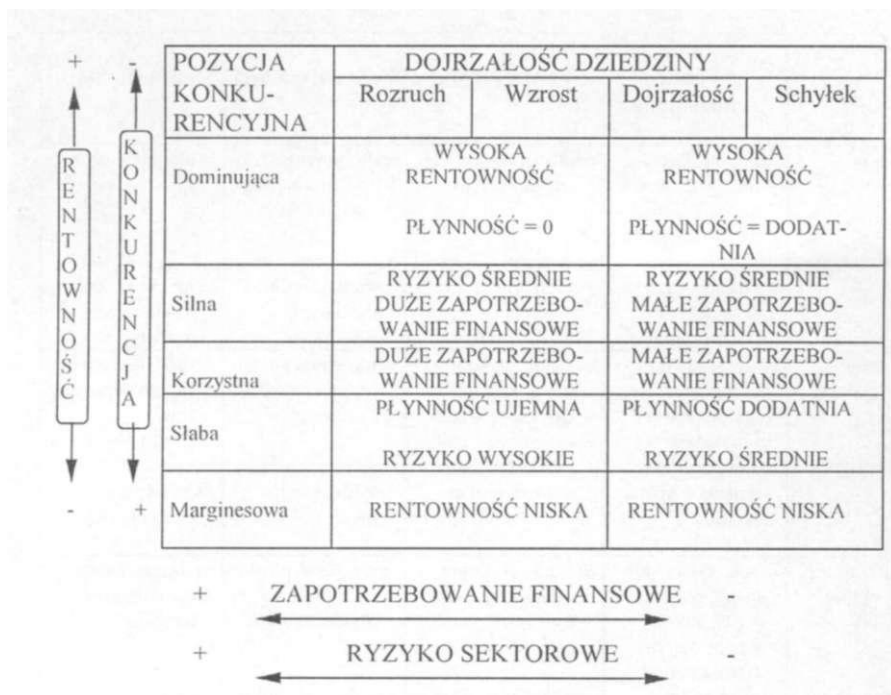 + - POZYCJA DOJRZAŁOŚĆ DZIEDZINY
KONKU- Rozruch Wzrost Dojrzałość Schyłek
RENCYJNA
RENTOWNOŚĆ
KONKURENCJA
WYSOKA WYSOKA
Dominująca RENTOWNOŚĆ RENTOWNOŚĆ
PŁYNNOŚĆ = 0 PŁYNNOŚĆ = DODAT-
NIA
RYZYKO ŚREDNIE RYZYKO ŚREDNIE
Silna DUŻE ZAPOTRZEBO- MAŁE ZAPOTRZEBO-
WANIE FINANSOWE WANIE FINANSOWE
DUŻE ZAPOTRZEBO- MAŁE ZAPOTRZEBO-
Korzystna WANIE FINANSOWE WANIE FINANSOWE
PŁYNNOŚĆ UJEMNA PŁYNNOŚĆ DODATNIA
Słaba
RYZYKO WYSOKIE RYZYKO ŚREDNIE
- + Marginesowa RENTOWNOŚĆ NISKA RENTOWNOŚĆ NISKA
+ ZAPOTRZEBOWANIE FINANSOWE -
+ RYZYKO SEKTOROWE -